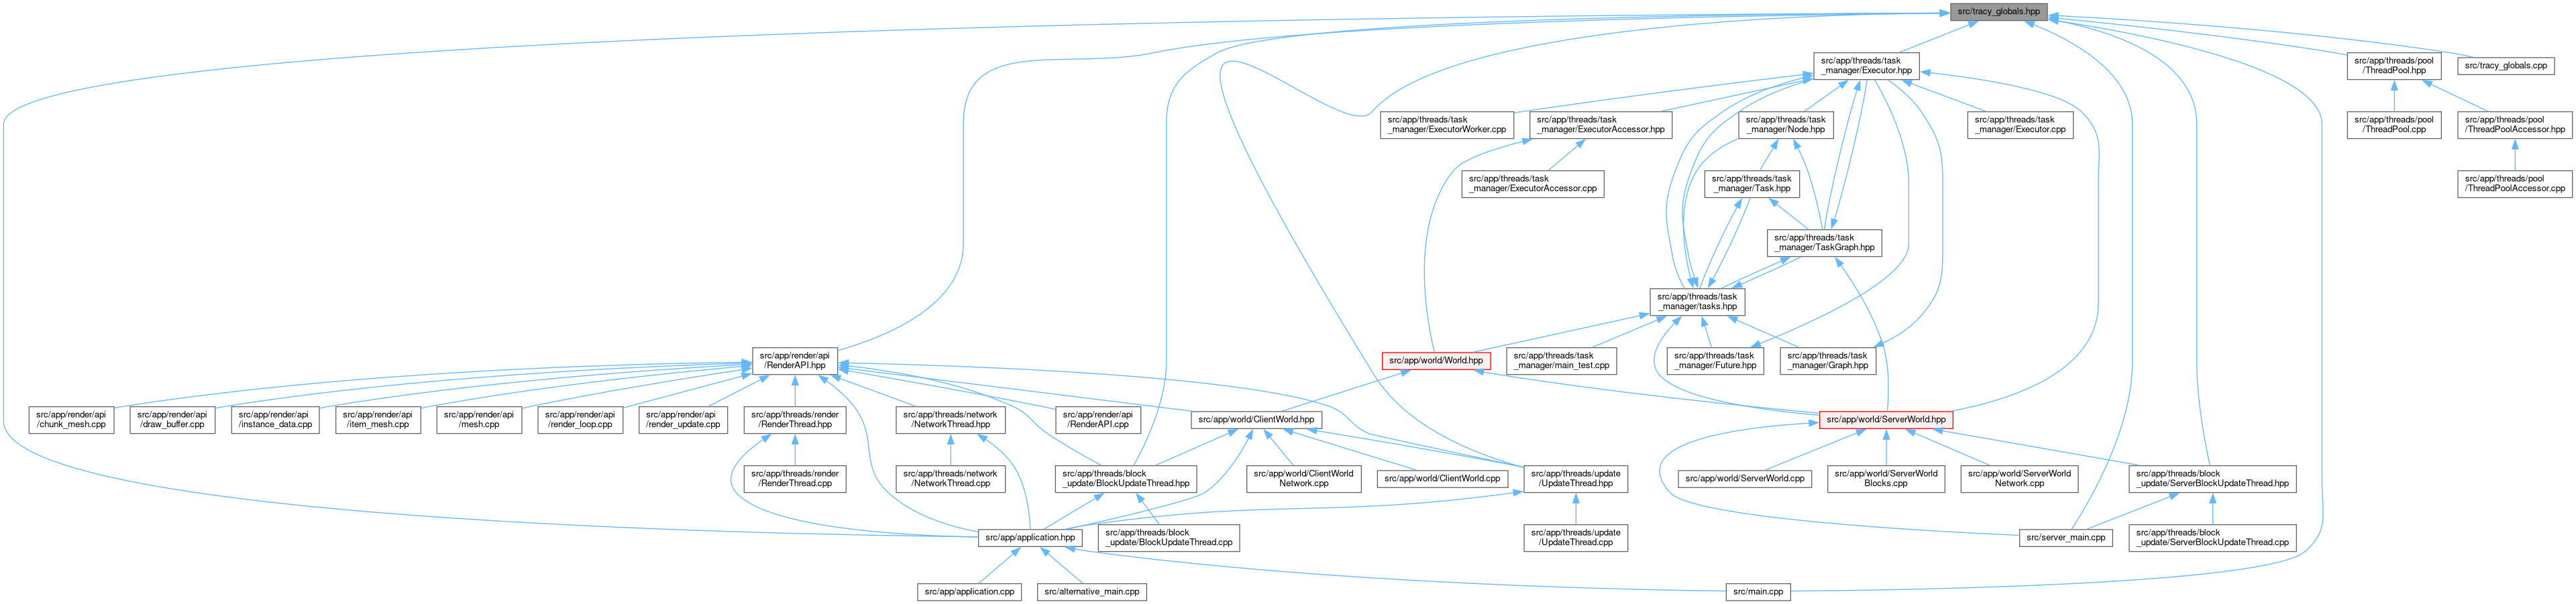 src/tracy_globals.hpp
src/app/threads/task
_manager/Executor.hpp
src/app/threads/pool
/ThreadPool.hpp
src/tracy_globals.cpp
src/app/threads/task
_manager/ExecutorWorker.cpp
src/app/threads/task
_manager/ExecutorAccessor.hpp
src/app/threads/task
_manager/Node.hpp
src/app/threads/task
_manager/Executor.cpp
src/app/threads/pool
/ThreadPool.cpp
src/app/threads/pool
/ThreadPoolAccessor.hpp
src/app/threads/task
_manager/ExecutorAccessor.cpp
src/app/threads/task
_manager/Task.hpp
src/app/threads/pool
/ThreadPoolAccessor.cpp
src/app/threads/task
_manager/TaskGraph.hpp
src/app/threads/task
_manager/tasks.hpp
src/app/render/api
/RenderAPI.hpp
src/app/world/World.hpp
src/app/threads/task
_manager/main_test.cpp
src/app/threads/task
_manager/Future.hpp
src/app/threads/task
_manager/Graph.hpp
src/app/render/api
/chunk_mesh.cpp
src/app/render/api
/draw_buffer.cpp
src/app/render/api
/instance_data.cpp
src/app/render/api
/item_mesh.cpp
src/app/render/api
/mesh.cpp
src/app/render/api
/render_loop.cpp
src/app/render/api
/render_update.cpp
src/app/threads/render
/RenderThread.hpp
src/app/threads/network
/NetworkThread.hpp
src/app/render/api
/RenderAPI.cpp
src/app/world/ClientWorld.hpp
src/app/world/ServerWorld.hpp
src/app/threads/render
/RenderThread.cpp
src/app/threads/network
/NetworkThread.cpp
src/app/threads/block
_update/BlockUpdateThread.hpp
src/app/world/ClientWorld
Network.cpp
src/app/world/ClientWorld.cpp
src/app/threads/update
/UpdateThread.hpp
src/app/world/ServerWorld.cpp
src/app/world/ServerWorld
Blocks.cpp
src/app/world/ServerWorld
Network.cpp
src/app/threads/block
_update/ServerBlockUpdateThread.hpp
src/app/application.hpp
src/app/threads/block
_update/BlockUpdateThread.cpp
src/app/threads/update
/UpdateThread.cpp
src/server_main.cpp
src/app/threads/block
_update/ServerBlockUpdateThread.cpp
src/app/application.cpp
src/alternative_main.cpp
src/main.cpp